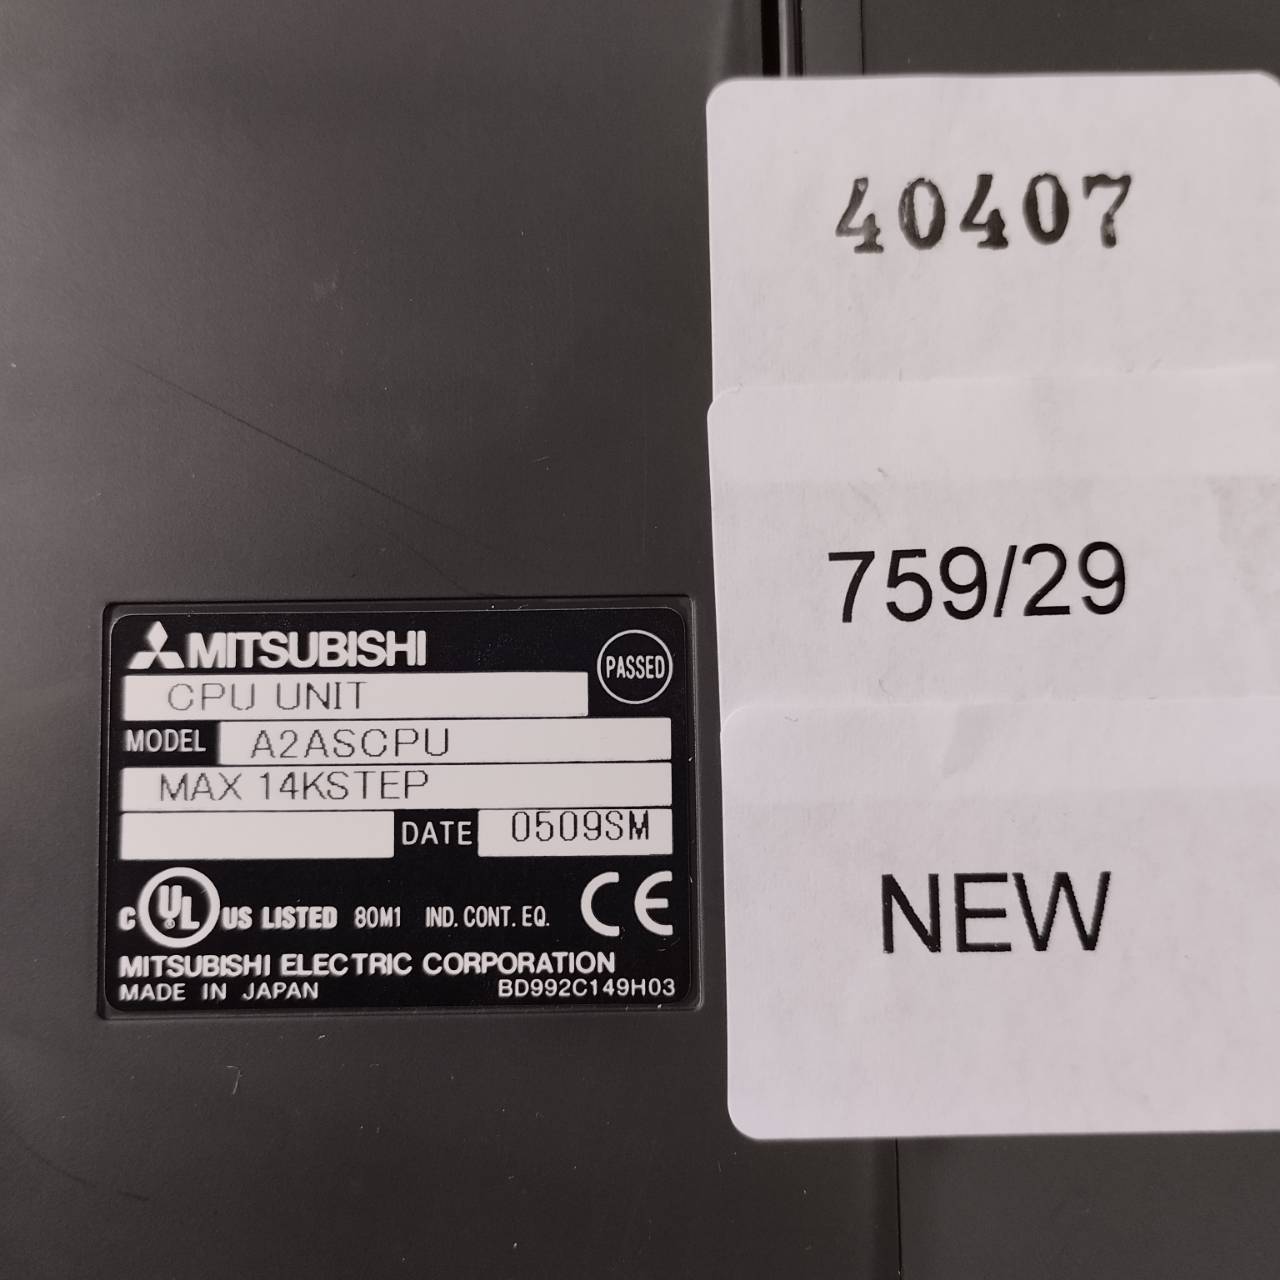 40407
759/29
NEW
MITSUBISHI
PASSED
CPU UNIT
MODEL A2ASCPU
MAX 14KSTEP
DATE 0509SM
C UL US LISTED 80M1 IND. CONT. EQ. CE
MITSUBISHI ELECTRIC CORPORATION
MADE IN JAPAN BD992C149H03